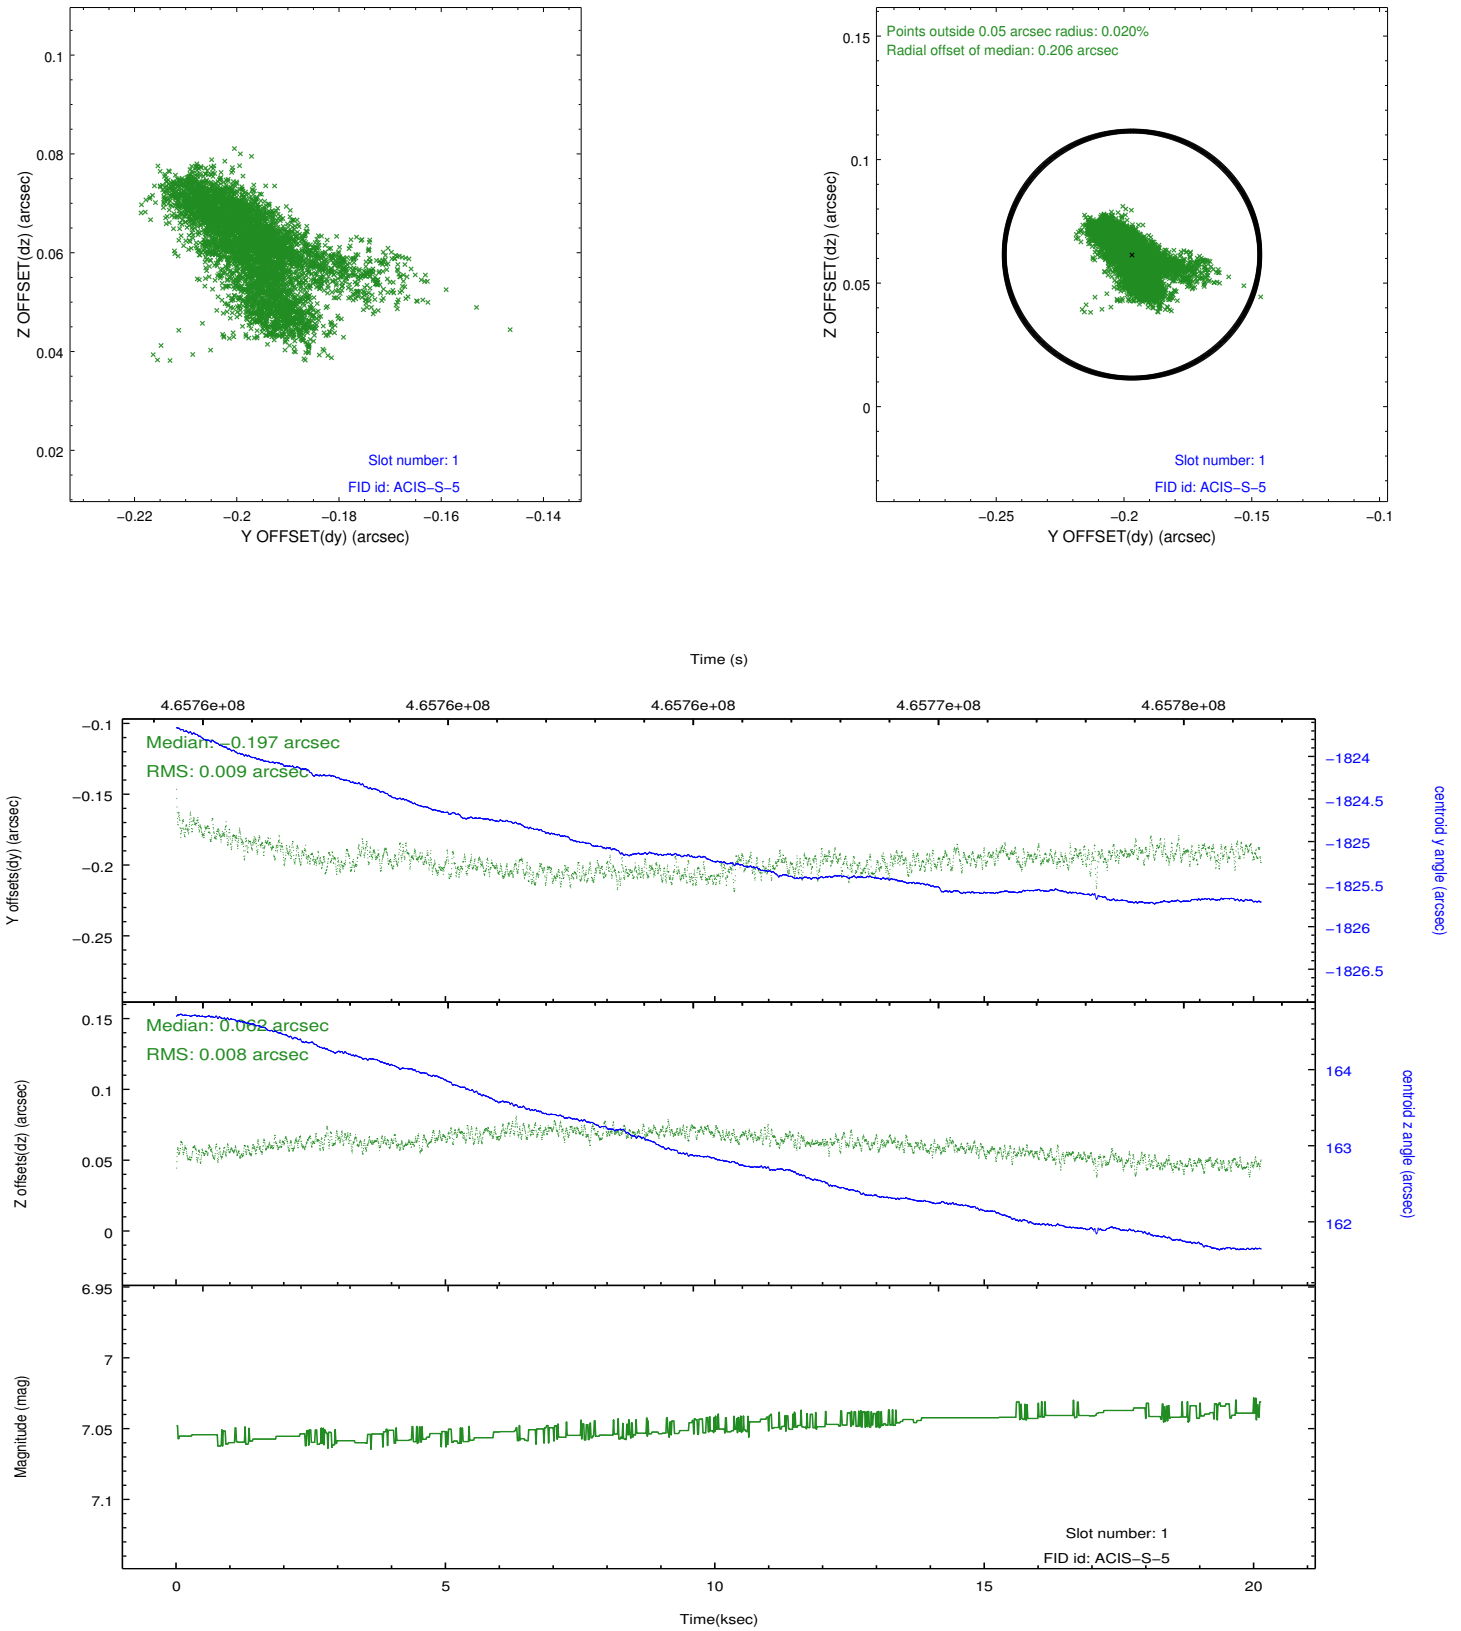 0.1
0.08
0.06
0.04
0.02
Z OFFSET(dz) (arcsec)
Slot number: 1
FID id: ACIS−S−5
−0.22
−0.2
−0.18
−0.16
−0.14
Y OFFSET(dy) (arcsec)
Points outside 0.05 arcsec radius: 0.020%
Radial offset of median: 0.206 arcsec
0.15
0.1
0.05
0
Z OFFSET(dz) (arcsec)
Slot number: 1
FID id: ACIS−S−5
−0.25
−0.2
−0.15
−0.1
Y OFFSET(dy) (arcsec)
Time (s)
4.6576e+08
4.6576e+08
4.6576e+08
4.6577e+08
4.6578e+08
Median: −0.197 arcsec
RMS: 0.009 arcsec
−0.1
−0.15
−0.2
−0.25
Y offsets(dy) (arcsec)
−1824
−1824.5
−1825
−1825.5
−1826
−1826.5
centroid y angle (arcsec)
Median: 0.062 arcsec
RMS: 0.008 arcsec
0.15
0.1
0.05
0
Z offsets(dz) (arcsec)
164
163
162
centroid z angle (arcsec)
6.95
7
7.05
7.1
Magnitude (mag)
Slot number: 1
FID id: ACIS−S−5
0
5
10
15
20
Time(ksec)